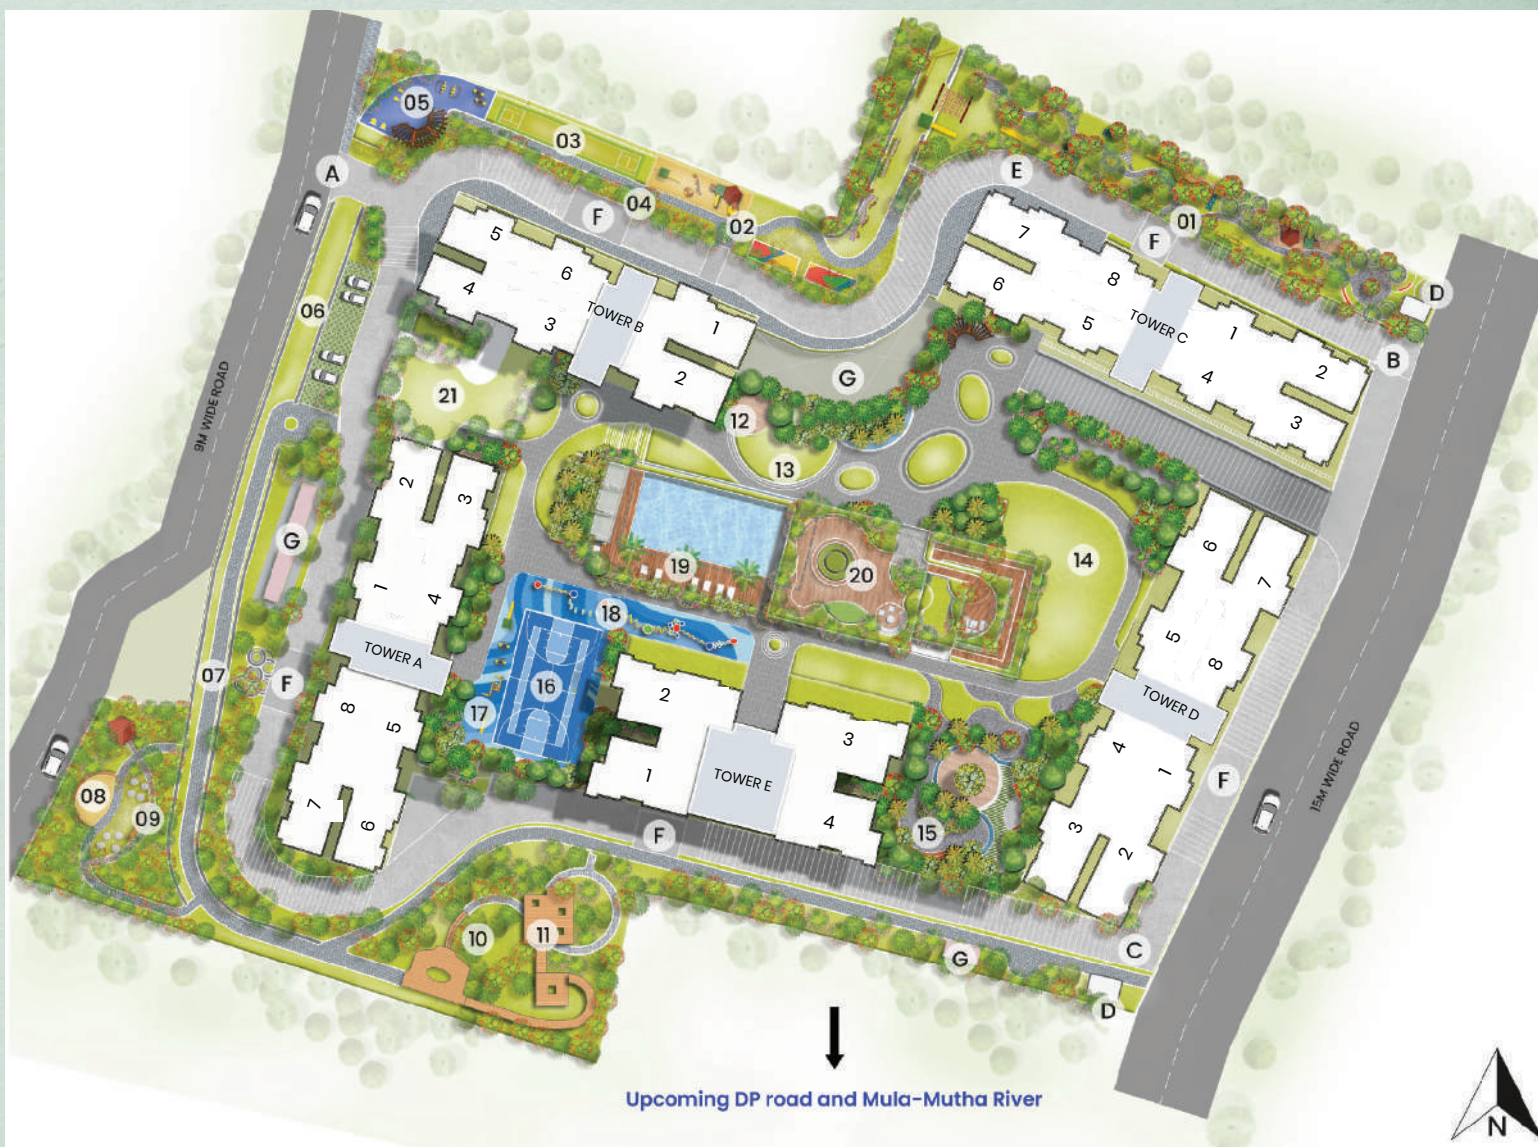 05
03
A
04
F
02
E
01
F
D
5
6
4
3
TOWER B
1
2
7
8
6
5
TOWER C
1
4
2
3
B
06
9M WIDE ROAD
21
G
12
13
2
3
1
4
TOWER A
8
5
7
6
G
F
07
19
20
14
18
16
17
6
7
5
8
TOWER D
4
1
3
2
2
1
TOWER E
3
4
15
F
15M WIDE ROAD
08
09
F
10
11
C
G
D
Upcoming DP road and Mula-Mutha River
N